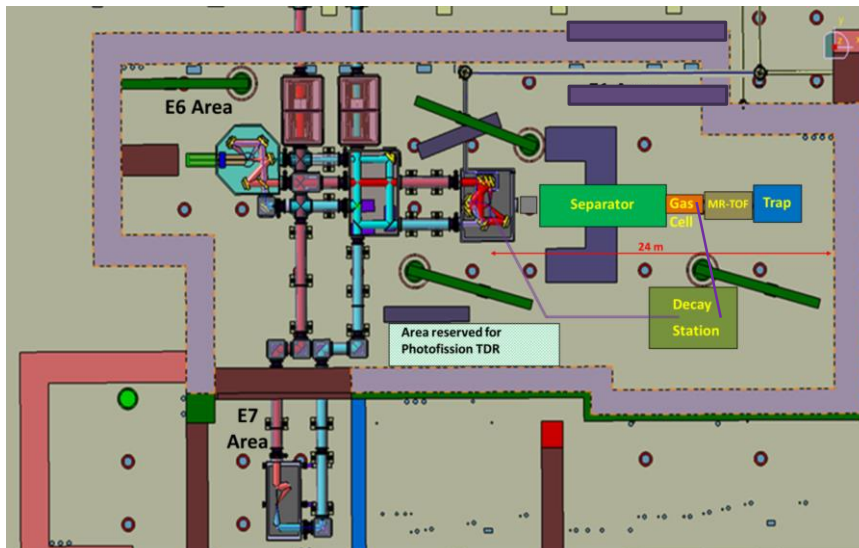 E6 Area
Separator
Gas
Cell
MR-TOF
Trap
24 m
Decay
Station
Area reserved for
Photofission TDR
E7
Area